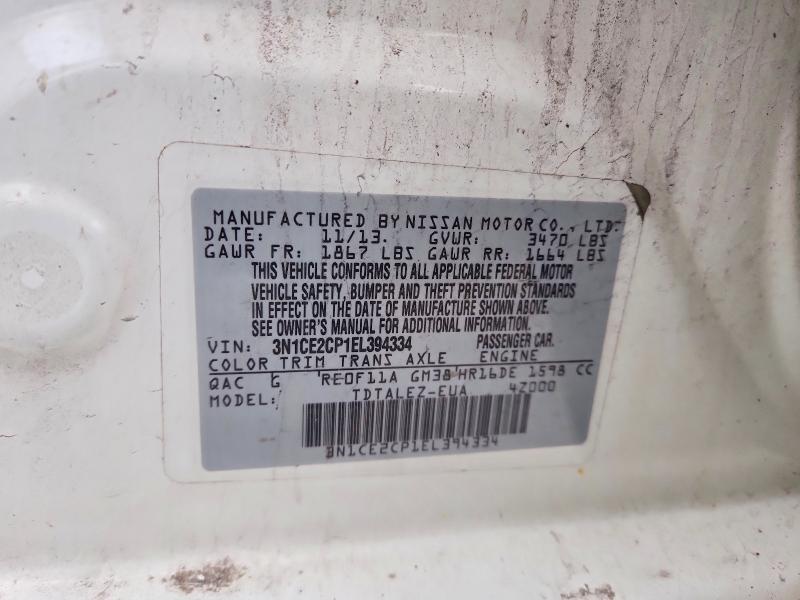 MANUFACTURED BY NISSAN MOTOR CO., LTD.
DATE: 11/13. GVWR: 3470 LBS
GAWR FR: 1867 LBS GAWR RR: 1664 LBS
THIS VEHICLE CONFORMS TO ALL APPLICABLE FEDERAL MOTOR
VEHICLE SAFETY, BUMPER AND THEFT PREVENTION STANDARDS
IN EFFECT ON THE DATE OF MANUFACTURE SHOWN ABOVE.
SEE OWNER'S MANUAL FOR ADDITIONAL INFORMATION.
VIN: 3N1CE2CP1EL394334 PASSENGER CAR.
COLOR TRIM TRANS AXLE ENGINE
QAC G 'RE0F11A GM38'HR16DE 1598 CC
MODEL: TDTALEZ-EUA 4Z000
3N1CE2CP1EL394334